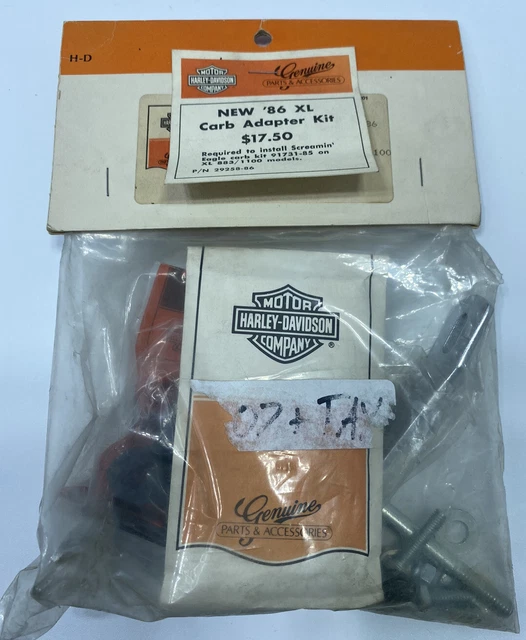 H-D
MOTOR
HARLEY-DAVIDSON
COMPANY
Genuine
PARTS & ACCESSORIES
NEW '86 XL
Carb Adapter Kit
$17.50
Required to install Screamin'
Eagle carb kit 91731-85 on
XL 883/1100 models.
P/N 29258-86
86
100
MOTOR
HARLEY-DAVIDSON
COMPANY
®
Genuine
PARTS & ACCESSORIES